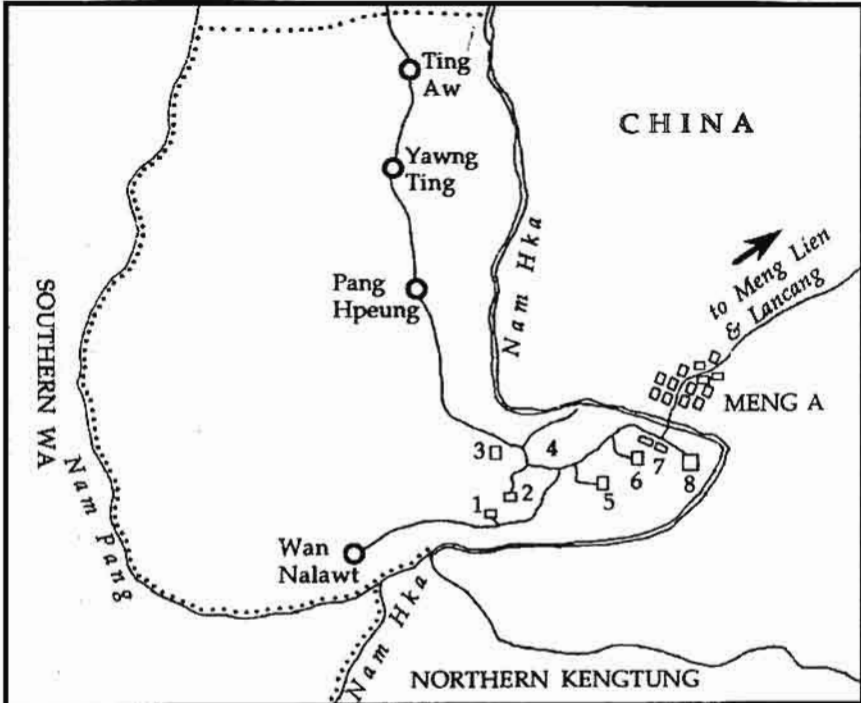 Ting
Aw
CHINA
Yawng
Ting
Nam Hka
Pang
Hpeung
to Meng Lien
& Lancang
SOUTHERN WA
MENG A
Nam Pang
3
4
7
6
8
2
5
1
Wan
Nalawt
Nam Hka
NORTHERN KENGTUNG